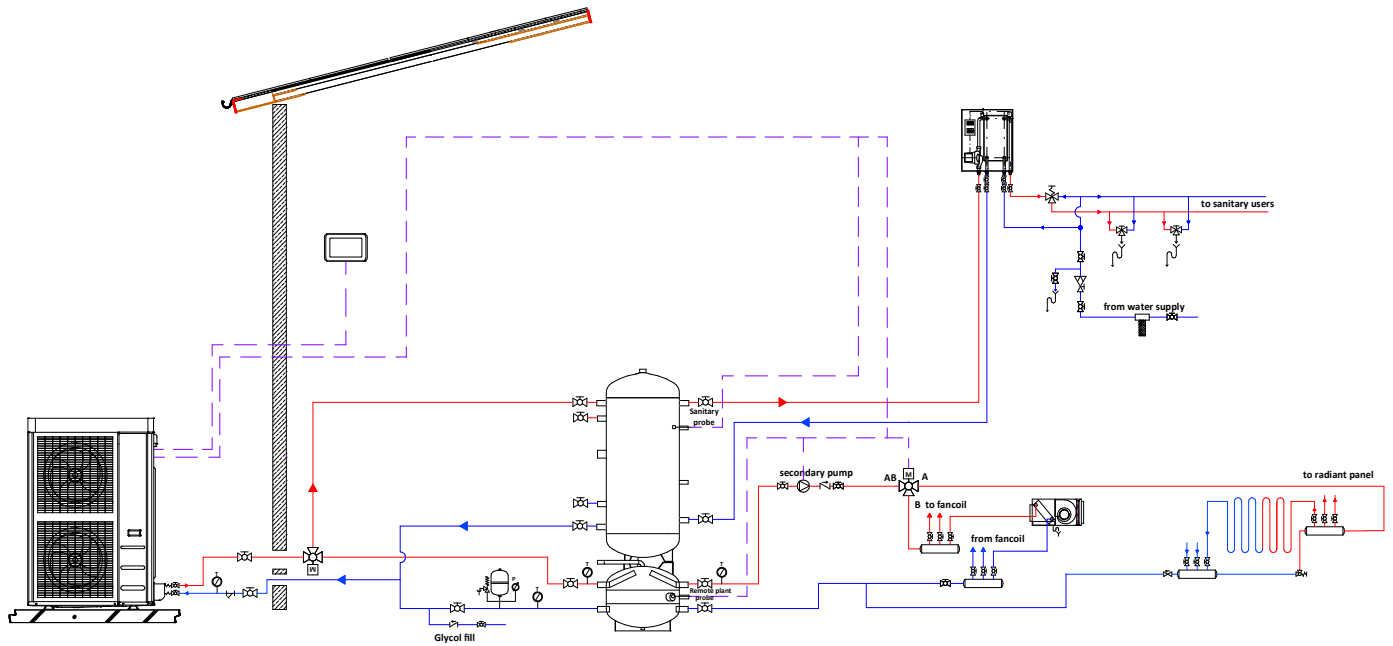 to sanitary users
from water supply
Sanitary
probe
secondary pump
M
AB
A
to radiant panel
B to fancoil
from fancoil
T
T
T
M
P
T
Remote plant
probe
Glycol fill